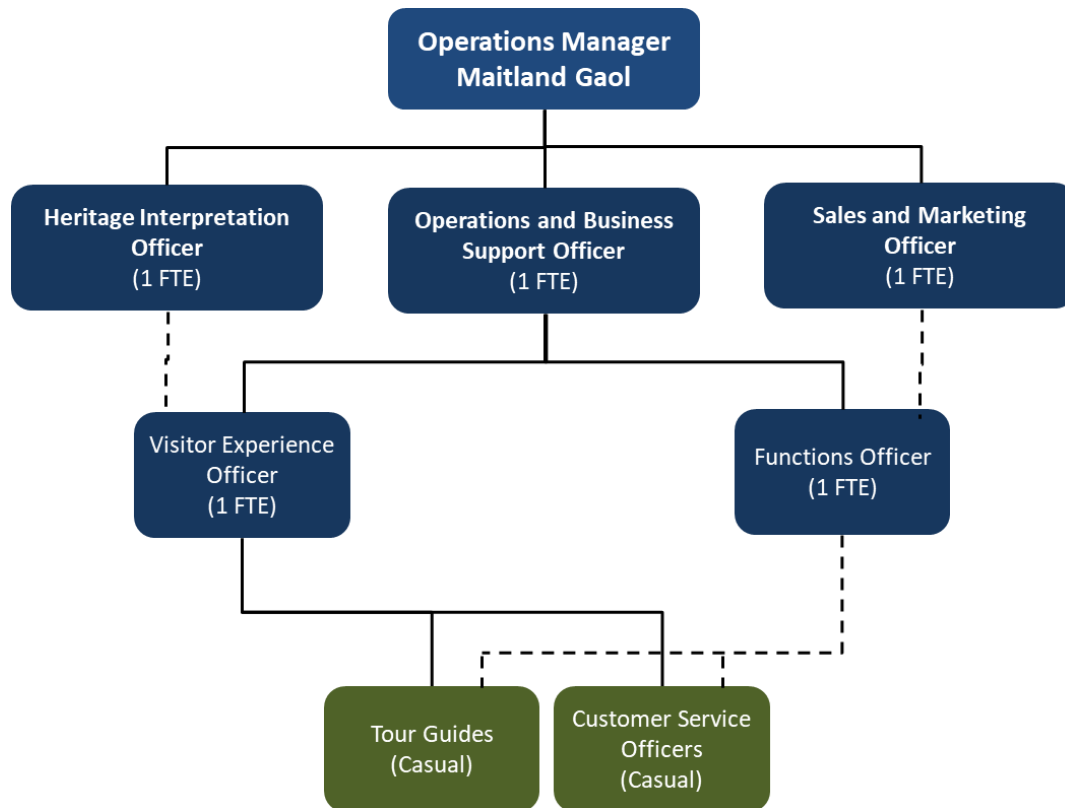 Operations Manager
Maitland Gaol
Heritage Interpretation
Officer
(1 FTE)
Operations and Business
Support Officer
(1 FTE)
Sales and Marketing
Officer
(1 FTE)
Visitor Experience
Officer
(1 FTE)
Functions Officer
(1 FTE)
Tour Guides
(Casual)
Customer Service
Officers
(Casual)